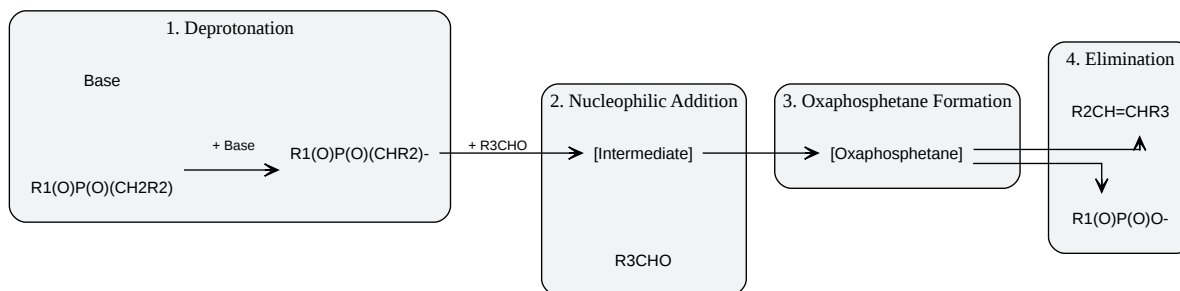 1. Deprotonation
Base
+ Base
R1(O)P(O)(CH2R2)
R1(O)P(O)(CHR2)-
+ R3CHO
2. Nucleophilic Addition
[Intermediate]
R3CHO
3. Oxaphosphetane Formation
[Oxaphosphetane]
4. Elimination
R2CH=CHR3
R1(O)P(O)O-